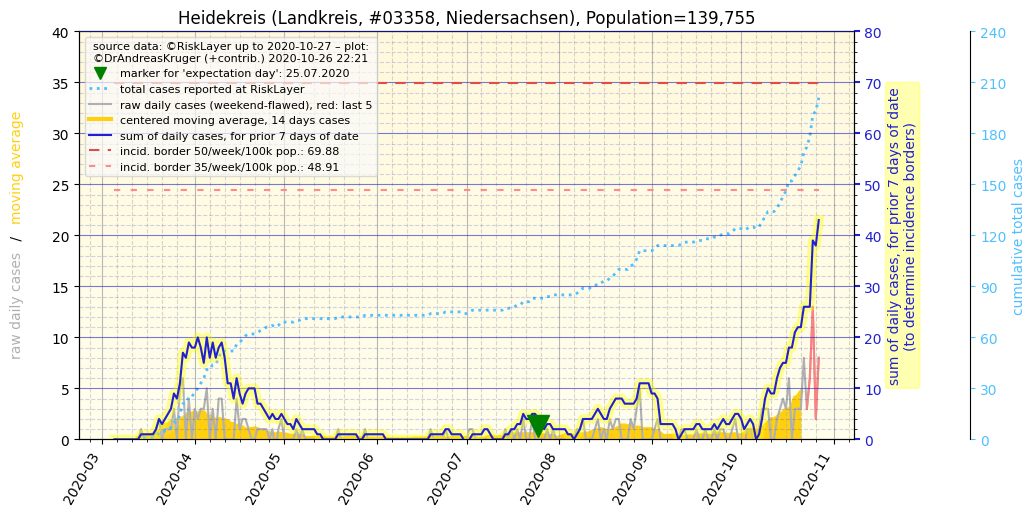 Heidekreis (Landkreis, #03358, Niedersachsen), Population=139,755
source data: ©RiskLayer up to 2020-10-27 – plot:
©DrAndreasKruger (+contrib.) 2020-10-26 22:21
marker for 'expectation day': 25.07.2020
total cases reported at RiskLayer
raw daily cases (weekend-flawed), red: last 5
centered moving average, 14 days cases
sum of daily cases, for prior 7 days of date
incid. border 50/week/100k pop.: 69.88
incid. border 35/week/100k pop.: 48.91
raw daily cases / moving average
40
35
30
25
20
15
10
5
0
80
70
60
50
40
30
20
10
0
sum of daily cases, for prior 7 days of date
(to determine incidence borders)
240
210
180
150
120
90
60
30
0
cumulative total cases
2020-03
2020-04
2020-05
2020-06
2020-07
2020-08
2020-09
2020-10
2020-11